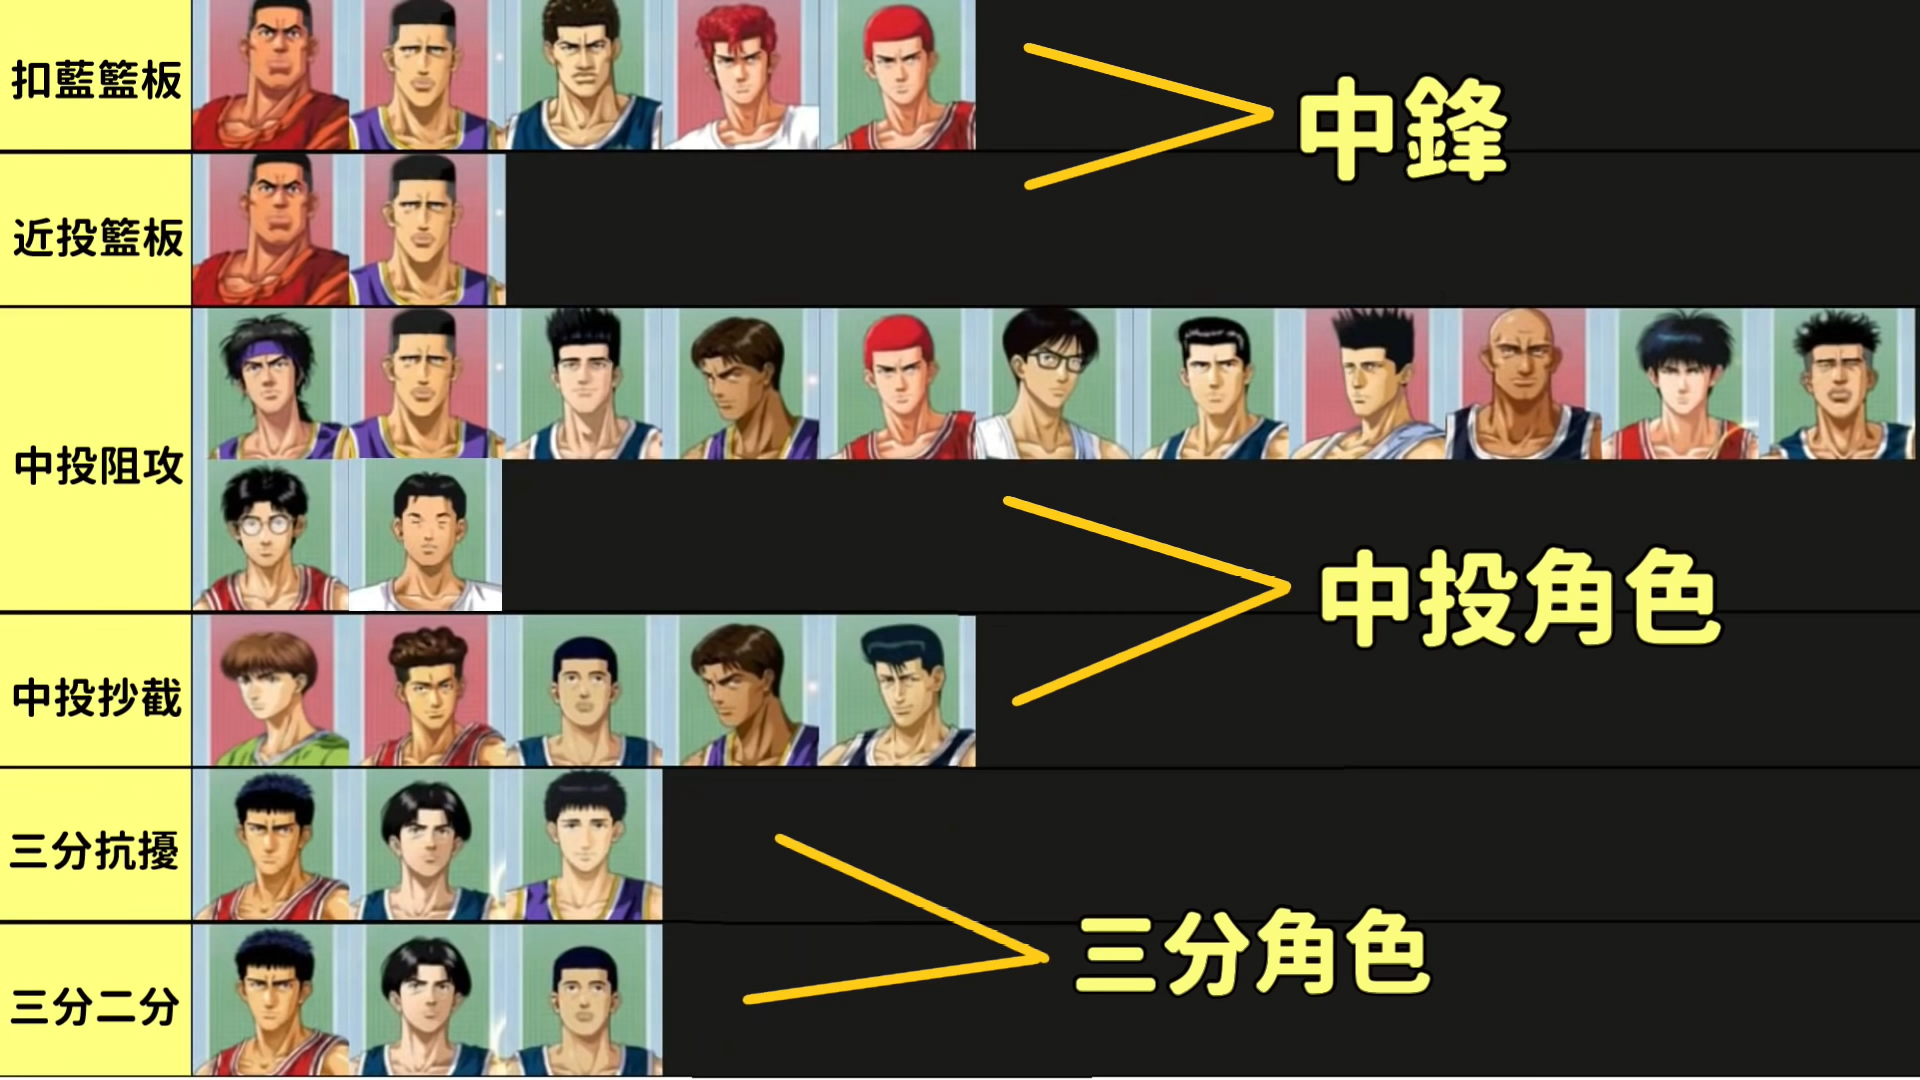 扣藍籃板
中鋒
近投籃板
中投阻攻
中投角色
中投抄截
三分抗擾
三分角色
三分二分